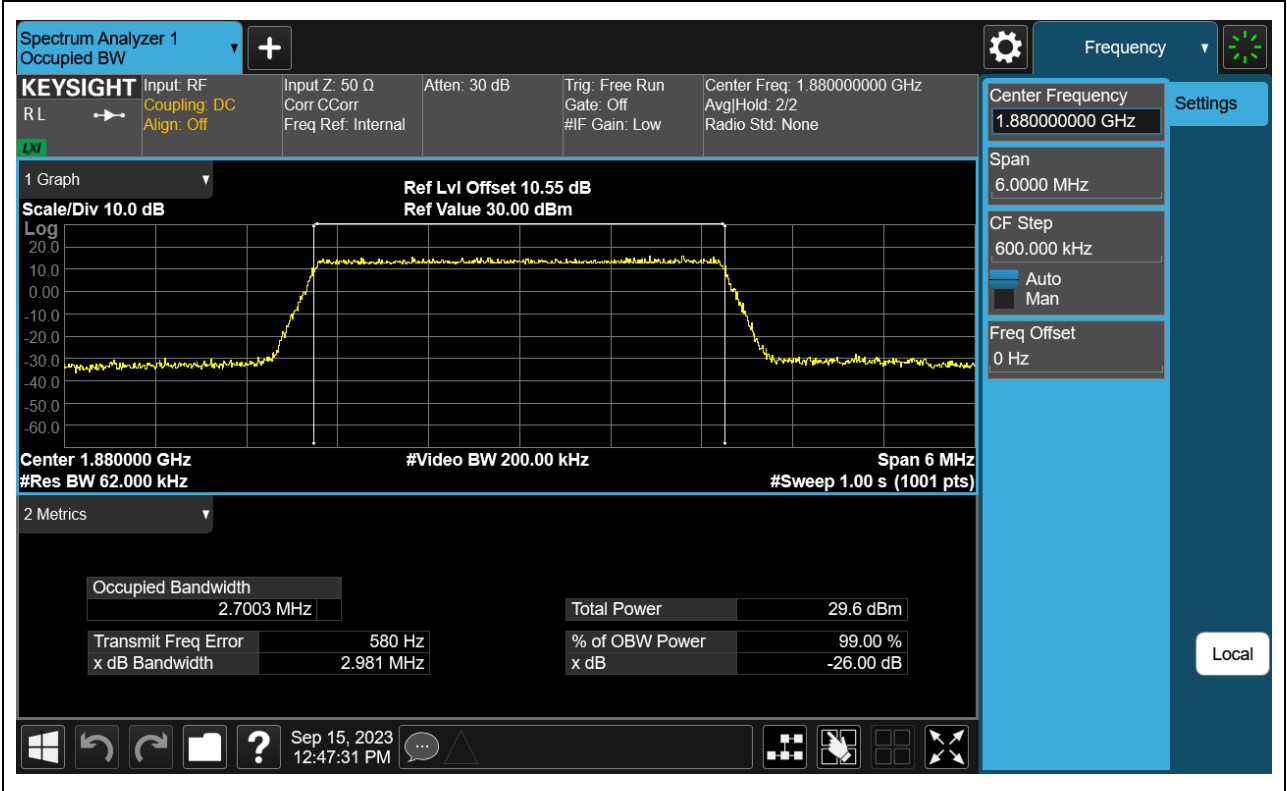 Spectrum Analyzer 1
Occupied BW
+
Frequency
KEYSIGHT
R L
LXI
Input: RF
Coupling: DC
Align: Off
Input Z: 50 Ω
Corr CCorr
Freq Ref: Internal
Atten: 30 dB
Trig: Free Run
Gate: Off
#IF Gain: Low
Center Freq: 1.880000000 GHz
Avg|Hold: 2/2
Radio Std: None
Center Frequency
1.880000000 GHz
Settings
Span
6.0000 MHz
CF Step
600.000 kHz
Auto
Man
Freq Offset
0 Hz
1 Graph
Scale/Div 10.0 dB
Ref Lvl Offset 10.55 dB
Ref Value 30.00 dBm
Log
20.0
10.0
0.00
-10.0
-20.0
-30.0
-40.0
-50.0
-60.0
Center 1.880000 GHz
#Video BW 200.00 kHz
Span 6 MHz
#Res BW 62.000 kHz
#Sweep 1.00 s (1001 pts)
2 Metrics
Occupied Bandwidth
2.7003 MHz
Total Power 29.6 dBm
Transmit Freq Error 580 Hz
% of OBW Power 99.00 %
x dB Bandwidth 2.981 MHz
x dB -26.00 dB
Local
?
Sep 15, 2023
12:47:31 PM